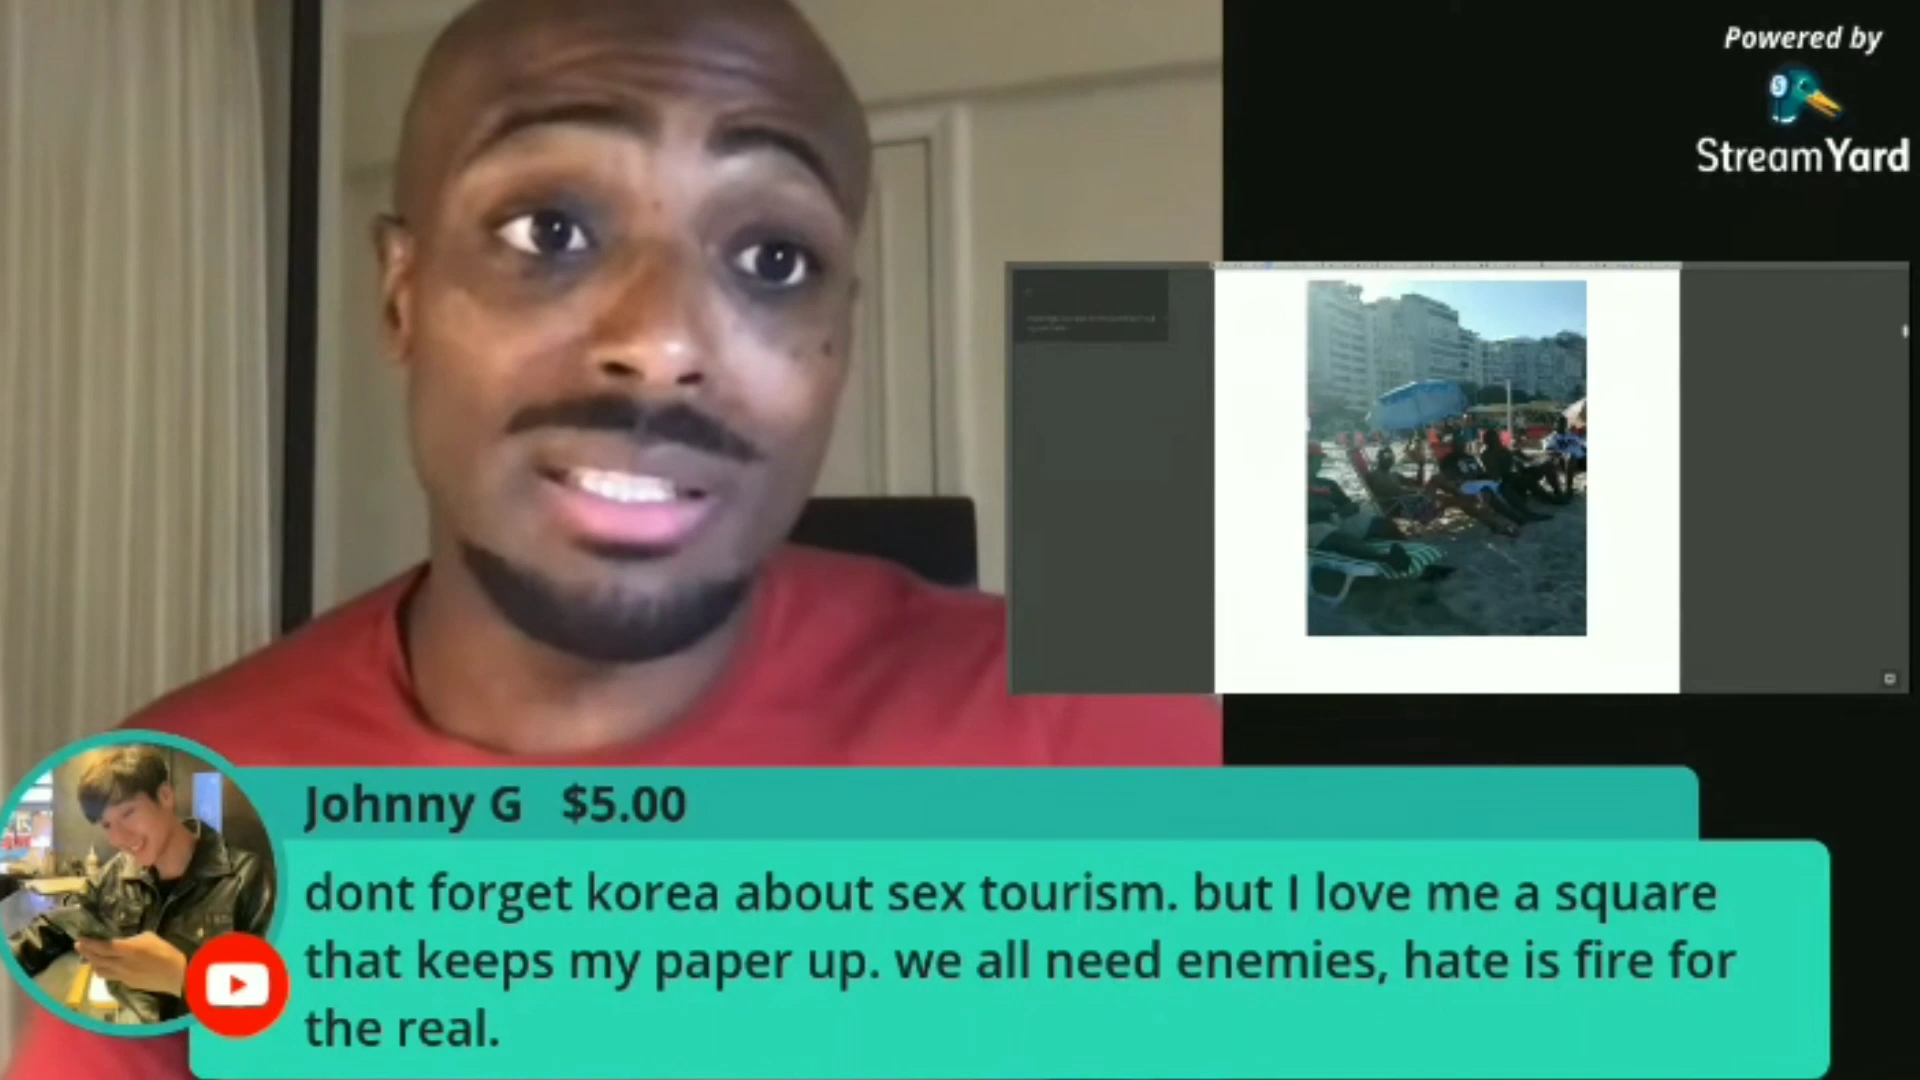 Powered by
StreamYard
Johnny G $5.00
dont forget korea about sex tourism. but I love me a square
that keeps my paper up. we all need enemies, hate is fire for
the real.